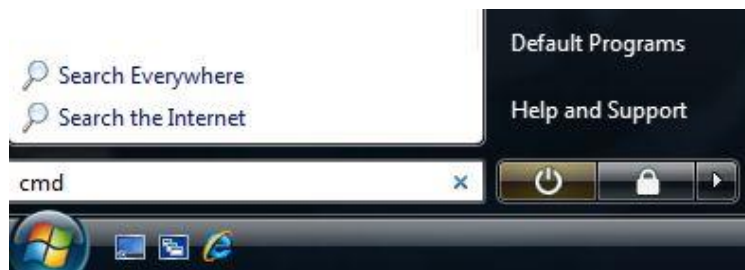 Search Everywhere
Search the Internet
cmd
Default Programs
Help and Support